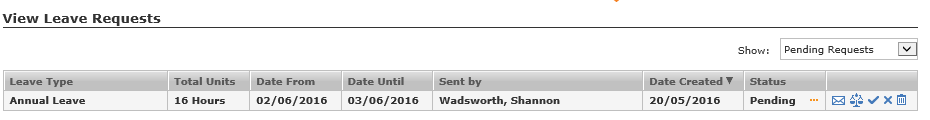 View Leave Requests
Show: Pending Requests
Leave Type Total Units Date From Date Until Sent by Date Created Status
Annual Leave 16 Hours 02/06/2016 03/06/2016 Wadsworth, Shannon 20/05/2016 Pending